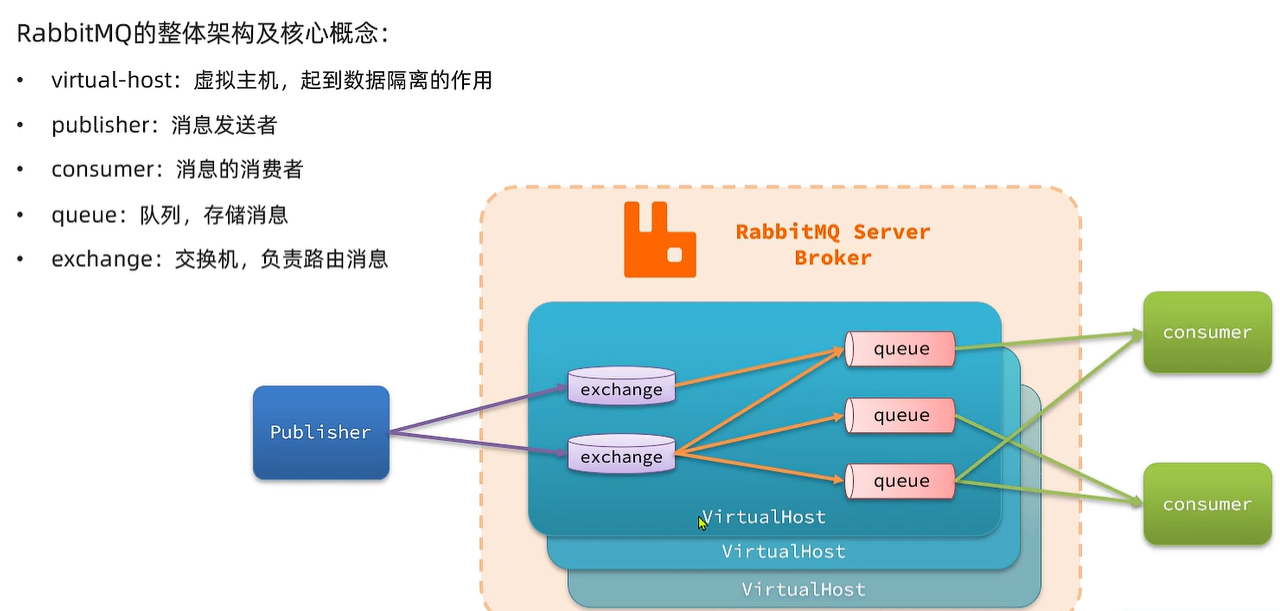 RabbitMQ的整体架构及核心概念：
• virtual-host：虚拟主机，起到数据隔离的作用
• publisher：消息发送者
• consumer：消息的消费者
• queue：队列，存储消息
• exchange：交换机，负责路由消息
RabbitMQ Server
Broker
Publisher
exchange
exchange
queue
queue
queue
VirtualHost
VirtualHost
VirtualHost
consumer
consumer